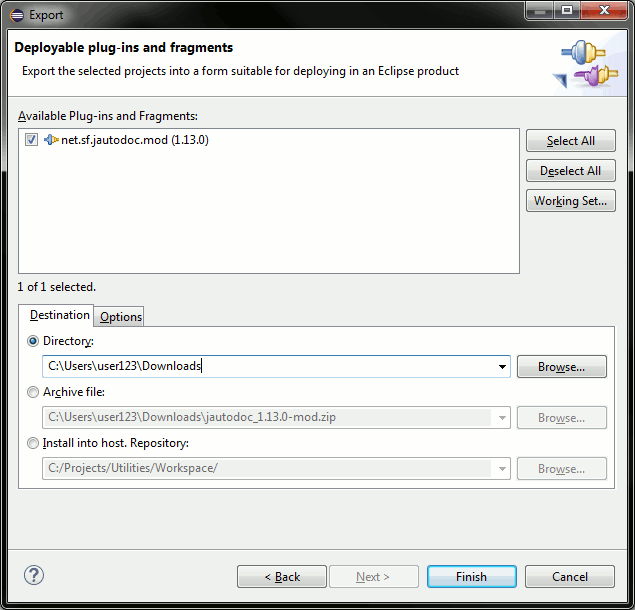 Export
Deployable plug-ins and fragments
Export the selected projects into a form suitable for deploying in an Eclipse product
Available Plug-ins and Fragments:
net.sf.jautodoc.mod (1.13.0)
Select All
Deselect All
Working Set...
1 of 1 selected.
Destination Options
Directory:
C:\Users\user123\Downloads
Browse...
Archive file:
C:\Users\user123\Downloads\jautodoc_1.13.0-mod.zip
Browse...
Install into host. Repository:
C:/Projects/Utilities/Workspace/
Browse...
? < Back Next > Finish Cancel